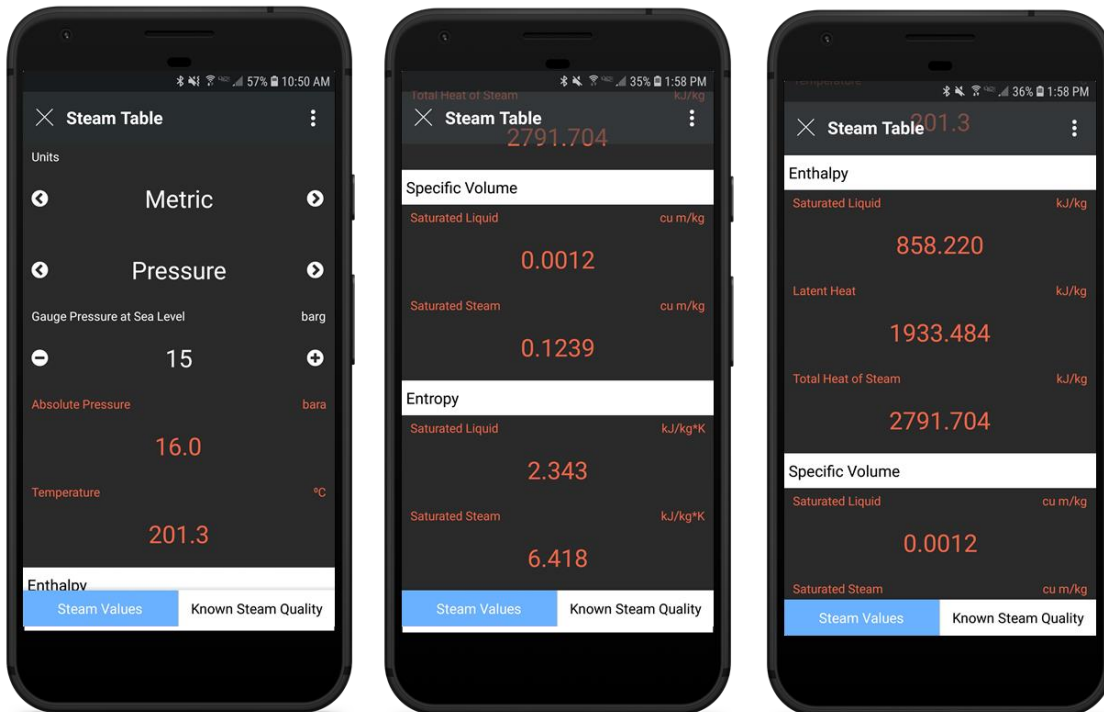 57% 10:50 AM
Steam Table
Units
Metric
Pressure
Gauge Pressure at Sea Level barg
15
Absolute Pressure bara
16.0
Temperature ºC
201.3
Enthalpy
Steam Values Known Steam Quality
35% 1:58 PM
Total Heat of Steam kJ/kg
Steam Table
2791.704
Specific Volume
Saturated Liquid cu m/kg
0.0012
Saturated Steam cu m/kg
0.1239
Entropy
Saturated Liquid kJ/kg*K
2.343
Saturated Steam kJ/kg*K
6.418
Steam Values Known Steam Quality
Temperature
36% 1:58 PM
Steam Table
201.3
Enthalpy
Saturated Liquid kJ/kg
858.220
Latent Heat kJ/kg
1933.484
Total Heat of Steam kJ/kg
2791.704
Specific Volume
Saturated Liquid cu m/kg
0.0012
Saturated Steam cu m/kg
Steam Values Known Steam Quality